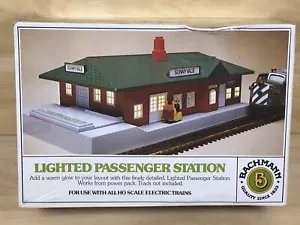 SUNNYVALE
SUNNYVALE
LIGHTED PASSENGER STATION
Add a warm glow to your layout with this finely detailed, Lighted Passenger Station.
Works from power pack. Track not included.
FOR USE WITH ALL HO SCALE ELECTRIC TRAINS
BACHMANN
QUALITY SINCE 1833